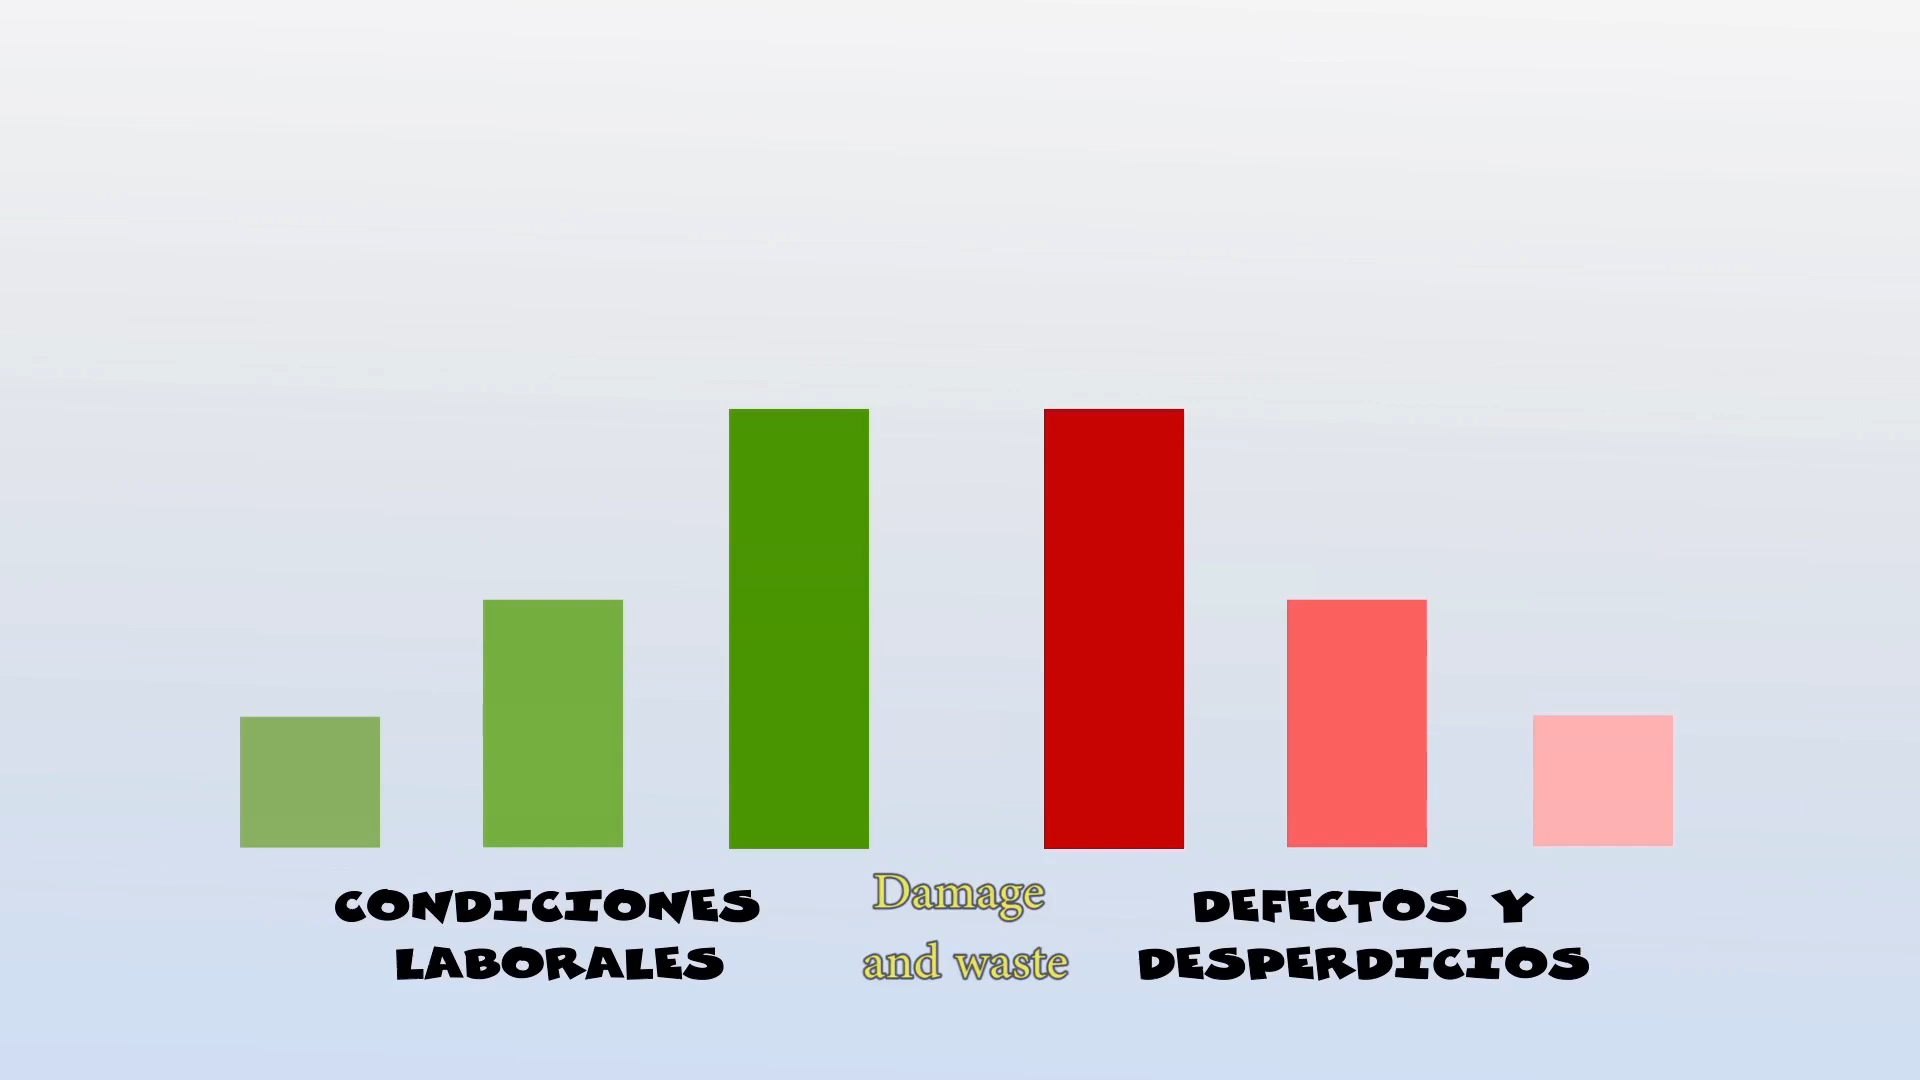 CONDICIONES
LABORALES
Damage
and waste
DEFECTOS Y
DESPERDICIOS